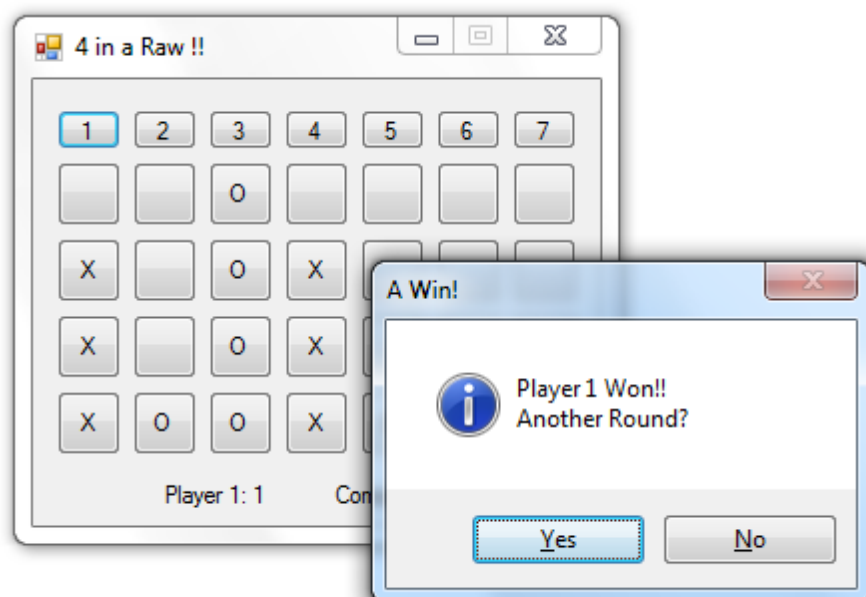 4 in a Raw !!
1 2 3 4 5 6 7
O
X O X
A Win!
X O X
Player 1 Won!!
Another Round?
X O O X
Player 1: 1 Com
Yes No